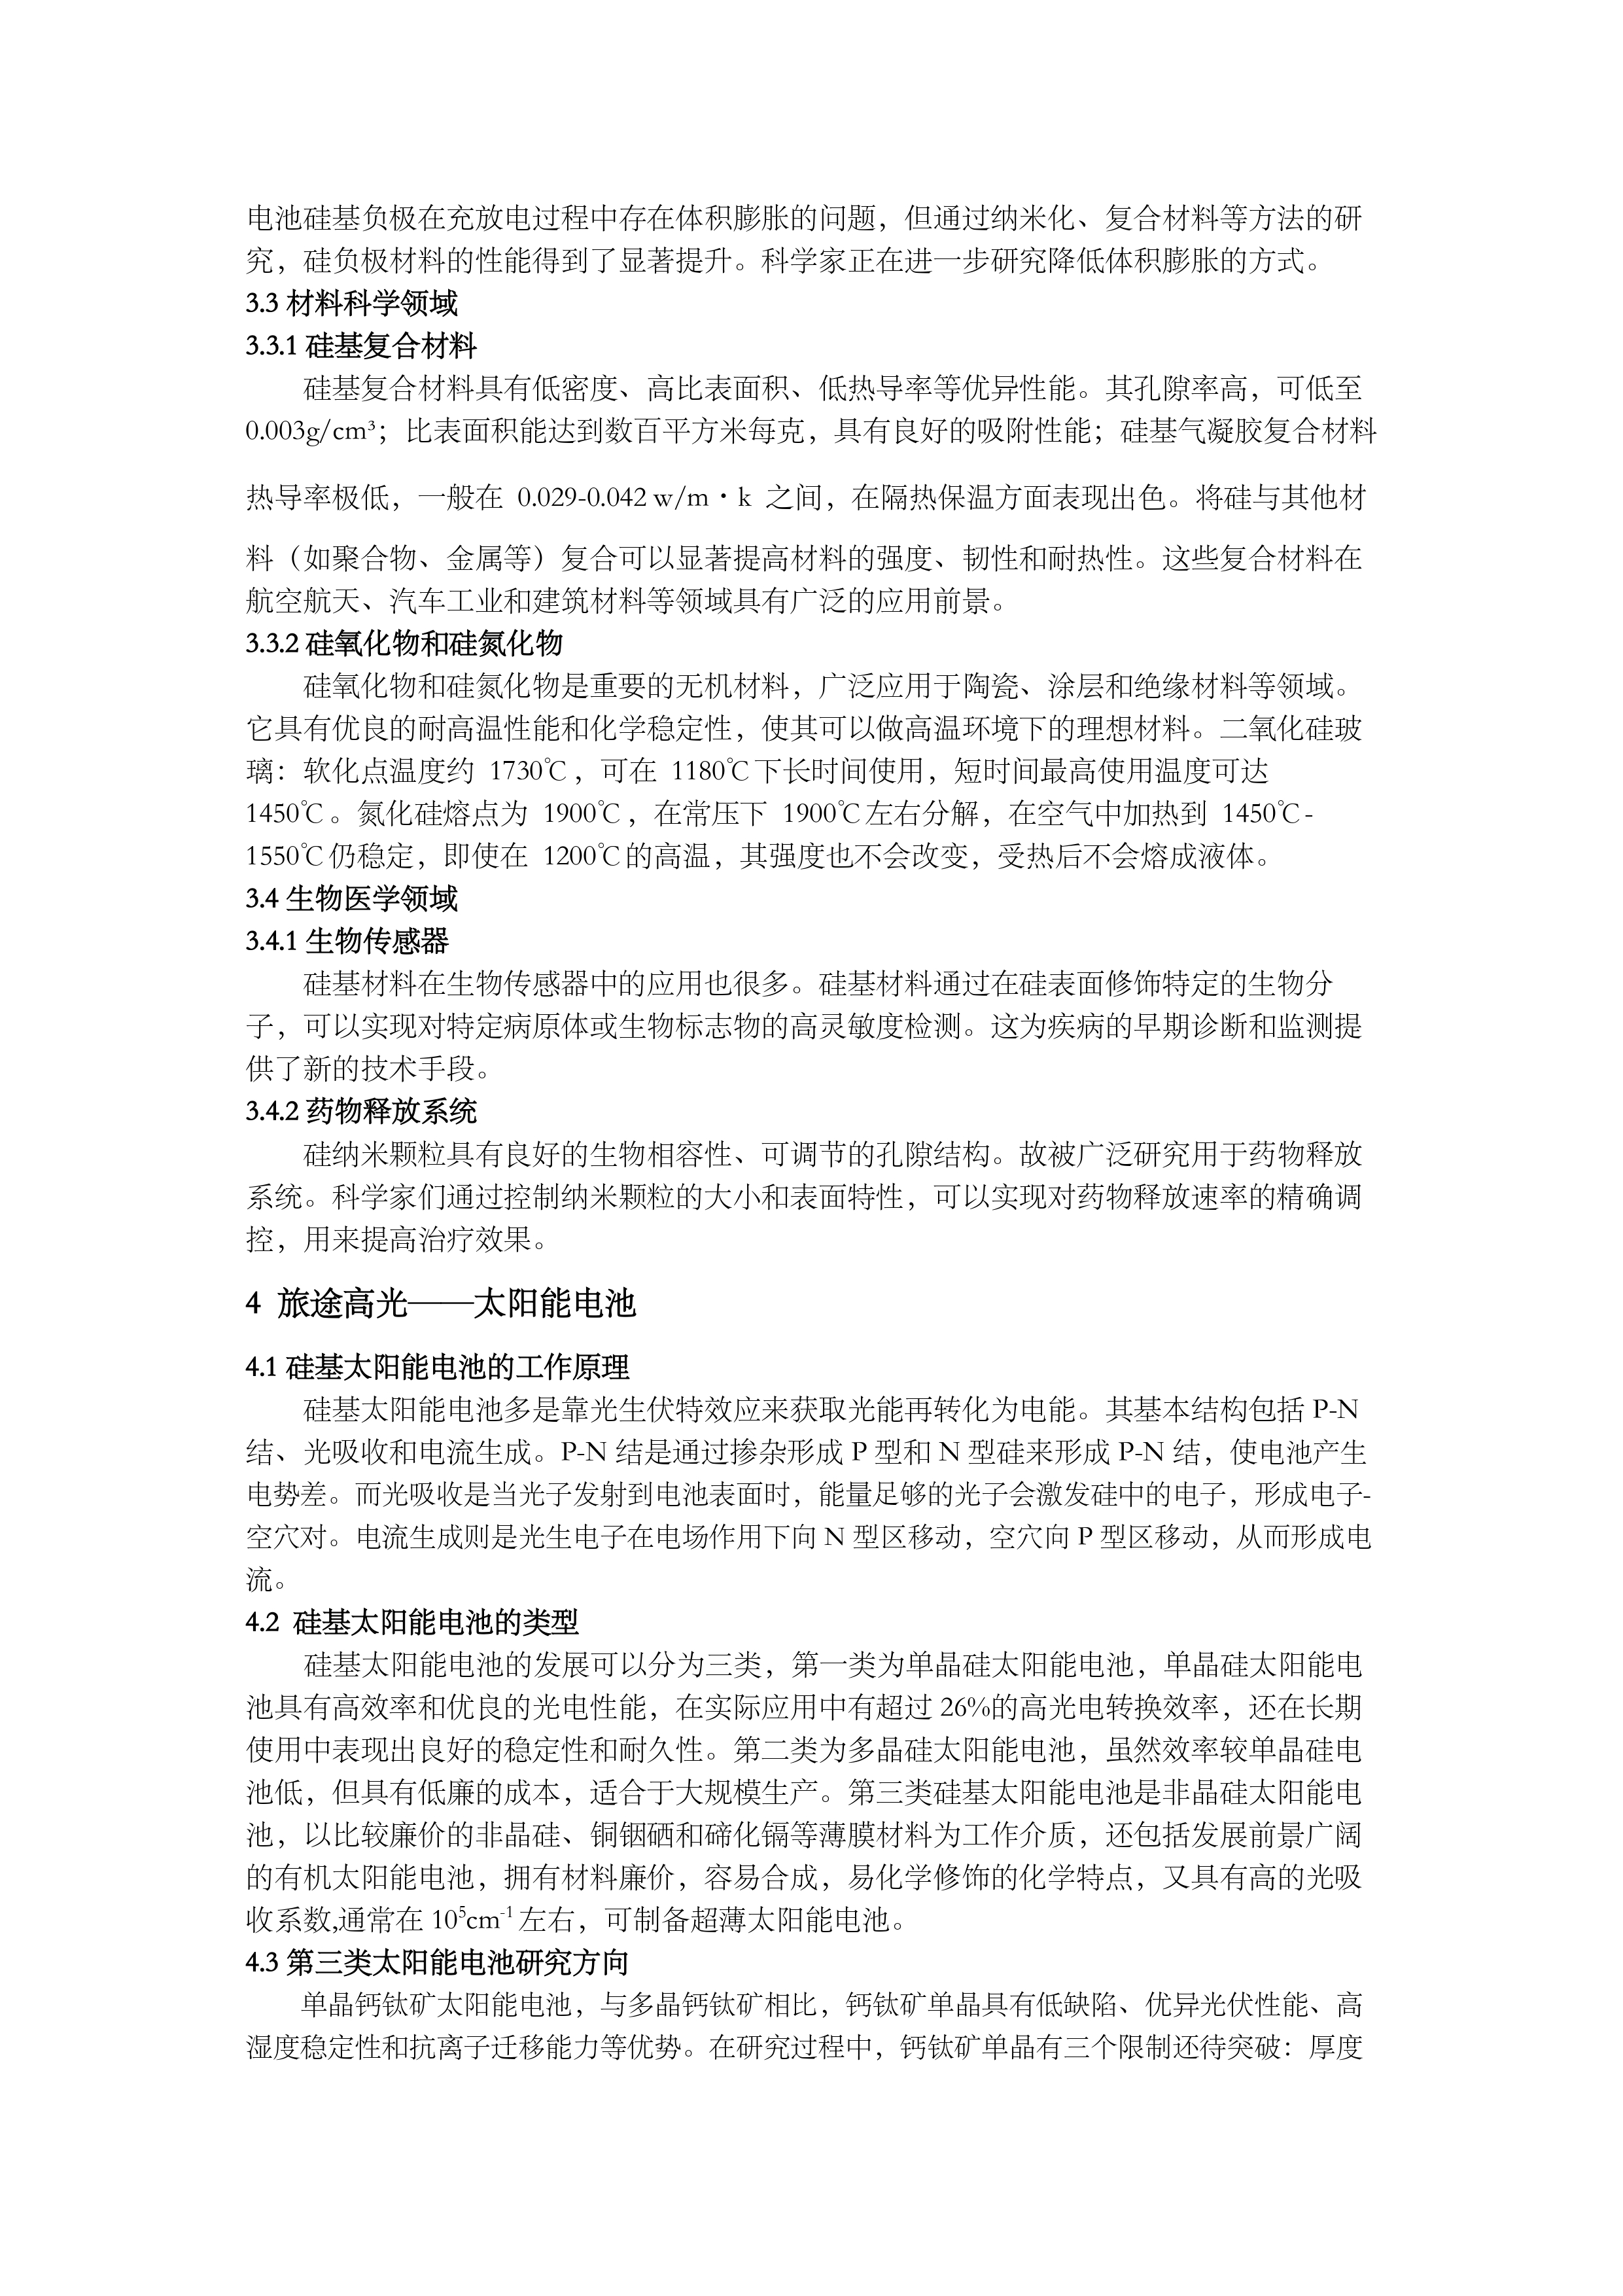 电池硅基负极在充放电过程中存在体积膨胀的问题，但通过纳米化、复合材料等方法的研
究，硅负极材料的性能得到了显著提升。科学家正在进一步研究降低体积膨胀的方式。
3.3 材料科学领域
3.3.1 硅基复合材料
硅基复合材料具有低密度、高比表面积、低热导率等优异性能。其孔隙率高，可低至
0.003g/cm³；比表面积能达到数百平方米每克，具有良好的吸附性能；硅基气凝胶复合材料
热导率极低，一般在 0.029-0.042 w/m·k 之间，在隔热保温方面表现出色。将硅与其他材
料（如聚合物、金属等）复合可以显著提高材料的强度、韧性和耐热性。这些复合材料在
航空航天、汽车工业和建筑材料等领域具有广泛的应用前景。
3.3.2 硅氧化物和硅氮化物
硅氧化物和硅氮化物是重要的无机材料，广泛应用于陶瓷、涂层和绝缘材料等领域。
它具有优良的耐高温性能和化学稳定性，使其可以做高温环境下的理想材料。二氧化硅玻
璃：软化点温度约 1730℃，可在 1180℃下长时间使用，短时间最高使用温度可达
1450℃。氮化硅熔点为 1900℃，在常压下 1900℃左右分解，在空气中加热到 1450℃-
1550℃仍稳定，即使在 1200℃的高温，其强度也不会改变，受热后不会熔成液体。
3.4 生物医学领域
3.4.1 生物传感器
硅基材料在生物传感器中的应用也很多。硅基材料通过在硅表面修饰特定的生物分
子，可以实现对特定病原体或生物标志物的高灵敏度检测。这为疾病的早期诊断和监测提
供了新的技术手段。
3.4.2 药物释放系统
硅纳米颗粒具有良好的生物相容性、可调节的孔隙结构。故被广泛研究用于药物释放
系统。科学家们通过控制纳米颗粒的大小和表面特性，可以实现对药物释放速率的精确调
控，用来提高治疗效果。
4 旅途高光——太阳能电池
4.1 硅基太阳能电池的工作原理
硅基太阳能电池多是靠光生伏特效应来获取光能再转化为电能。其基本结构包括 P-N
结、光吸收和电流生成。P-N 结是通过掺杂形成 P 型和 N 型硅来形成 P-N 结，使电池产生
电势差。而光吸收是当光子发射到电池表面时，能量足够的光子会激发硅中的电子，形成电子-
空穴对。电流生成则是光生电子在电场作用下向 N 型区移动，空穴向 P 型区移动，从而形成电
流。
4.2 硅基太阳能电池的类型
硅基太阳能电池的发展可以分为三类，第一类为单晶硅太阳能电池，单晶硅太阳能电
池具有高效率和优良的光电性能，在实际应用中有超过 26%的高光电转换效率，还在长期
使用中表现出良好的稳定性和耐久性。第二类为多晶硅太阳能电池，虽然效率较单晶硅电
池低，但具有低廉的成本，适合于大规模生产。第三类硅基太阳能电池是非晶硅太阳能电
池，以比较廉价的非晶硅、铜铟硒和碲化镉等薄膜材料为工作介质，还包括发展前景广阔
的有机太阳能电池，拥有材料廉价，容易合成，易化学修饰的化学特点，又具有高的光吸
收系数,通常在 10⁵cm⁻¹左右，可制备超薄太阳能电池。
4.3 第三类太阳能电池研究方向
单晶钙钛矿太阳能电池，与多晶钙钛矿相比，钙钛矿单晶具有低缺陷、优异光伏性能、高
湿度稳定性和抗离子迁移能力等优势。在研究过程中，钙钛矿单晶有三个限制还待突破：厚度